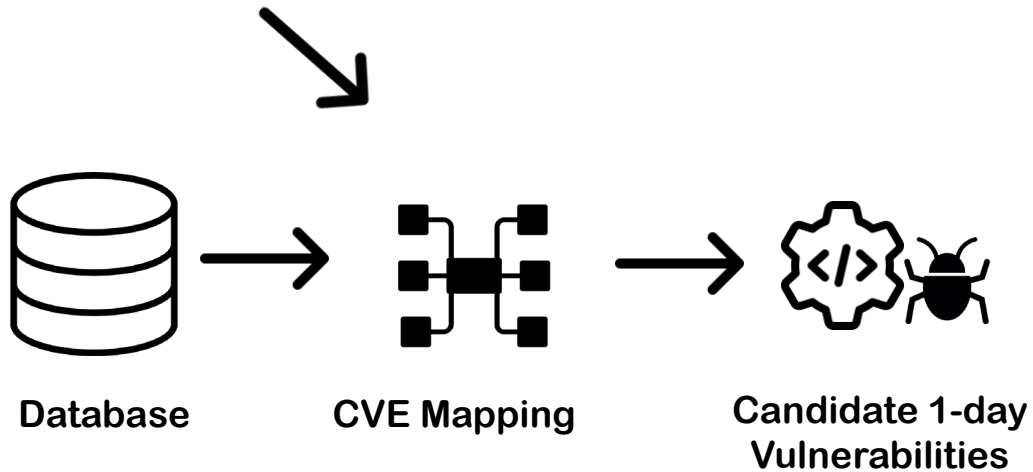 </>
Database
CVE Mapping
Candidate 1-day
Vulnerabilities